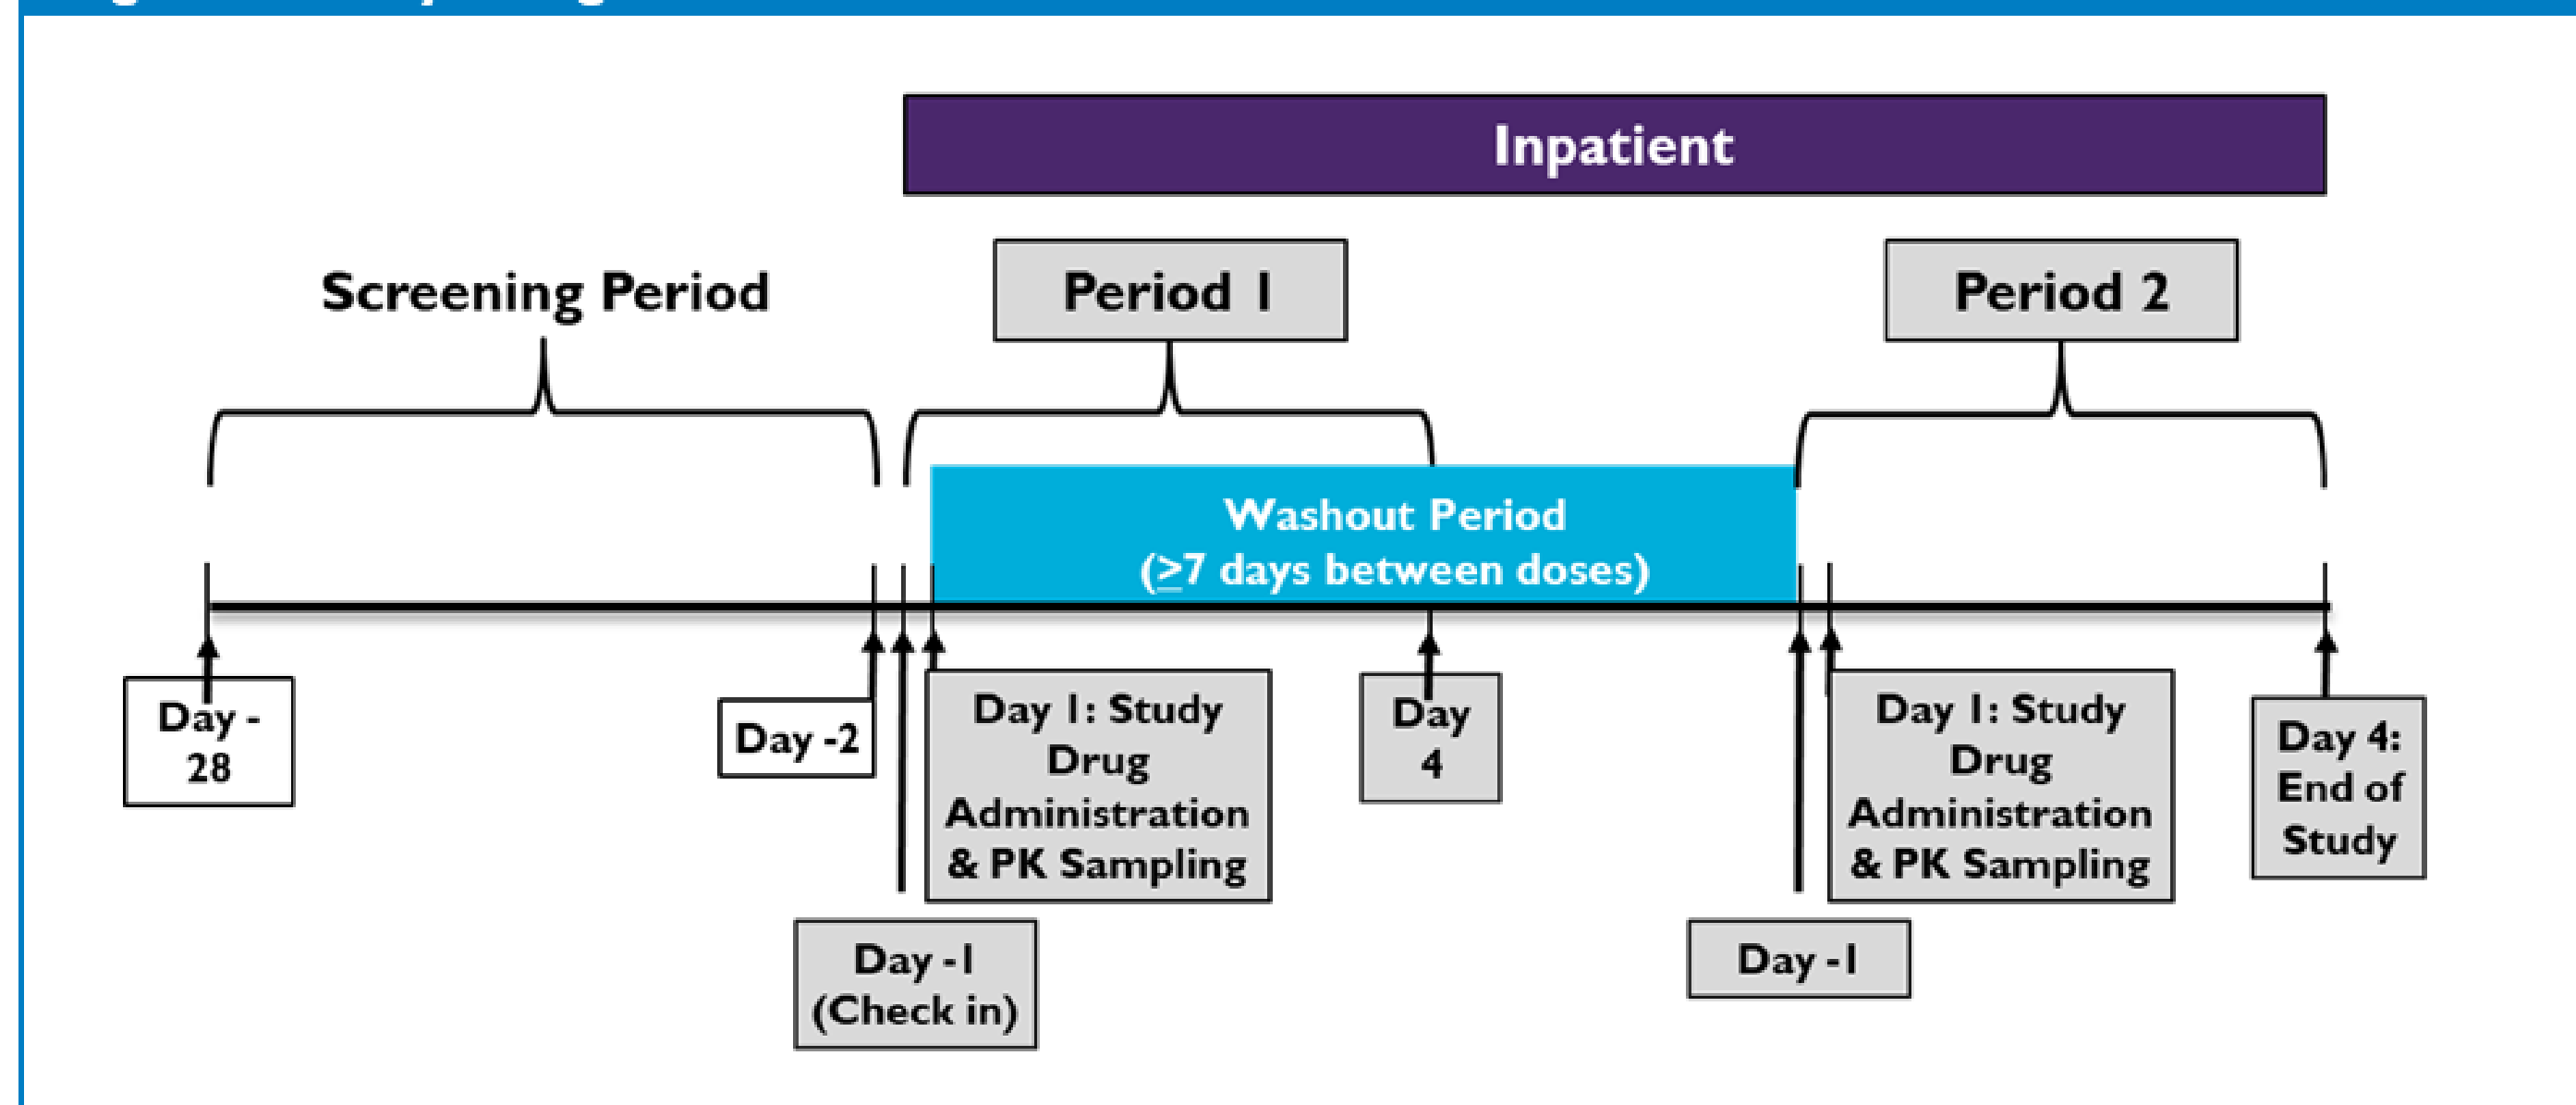 Inpatient
Screening Period
Period 1
Period 2
Washout Period
(≥7 days between doses)
Day -
28
Day -2
Day -1
(Check in)
Day 1: Study
Drug
Administration
& PK Sampling
Day
4
Day -1
Day 1: Study
Drug
Administration
& PK Sampling
Day 4:
End of
Study